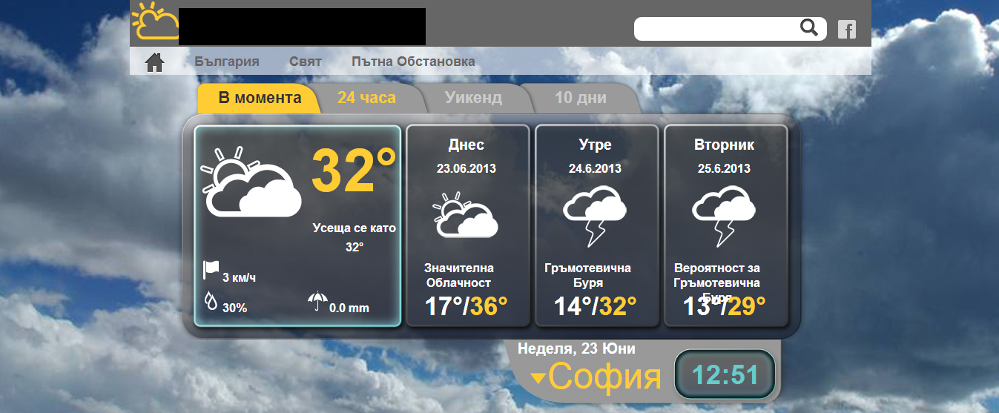 България Свят Пътна Обстановка
В момента 24 часа Уикенд 10 дни
32°
Усеща се като
32°
3 км/ч
30%
0.0 mm
Днес
23.06.2013
Значителна
Облачност
17°/36°
Утре
24.6.2013
Гръмотевична
Буря
14°/32°
Вторник
25.6.2013
Вероятност за
Гръмотевична
Буря
13°/29°
Неделя, 23 Юни
София
12:51